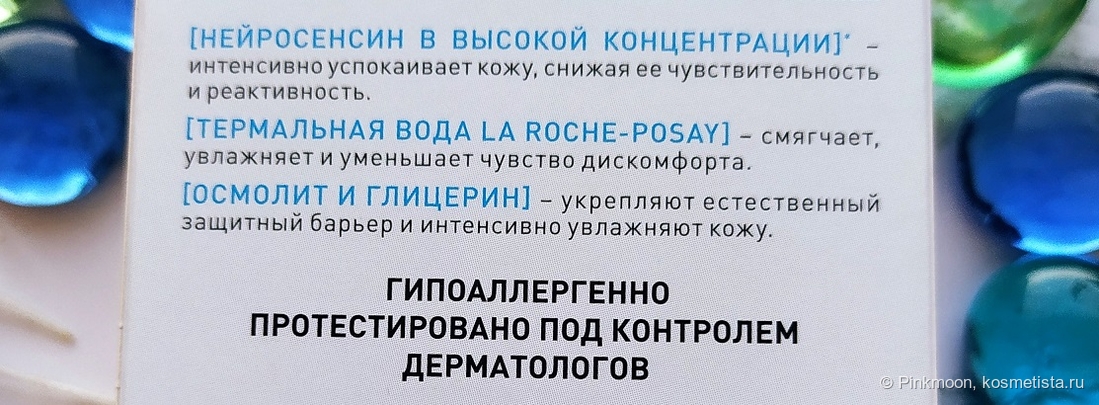 [НЕЙРОСЕНСИН В ВЫСОКОЙ КОНЦЕНТРАЦИИ]* –
интенсивно успокаивает кожу, снижая ее чувствительность
и реактивность.
[ТЕРМАЛЬНАЯ ВОДА LA ROCHE-POSAY] – смягчает,
увлажняет и уменьшает чувство дискомфорта.
[ОСМОЛИТ И ГЛИЦЕРИН] – укрепляют естественный
защитный барьер и интенсивно увлажняют кожу.
ГИПОАЛЛЕРГЕННО
ПРОТЕСТИРОВАНО ПОД КОНТРОЛЕМ
ДЕРМАТОЛОГОВ
© Pinkmoon, kosmetista.ru